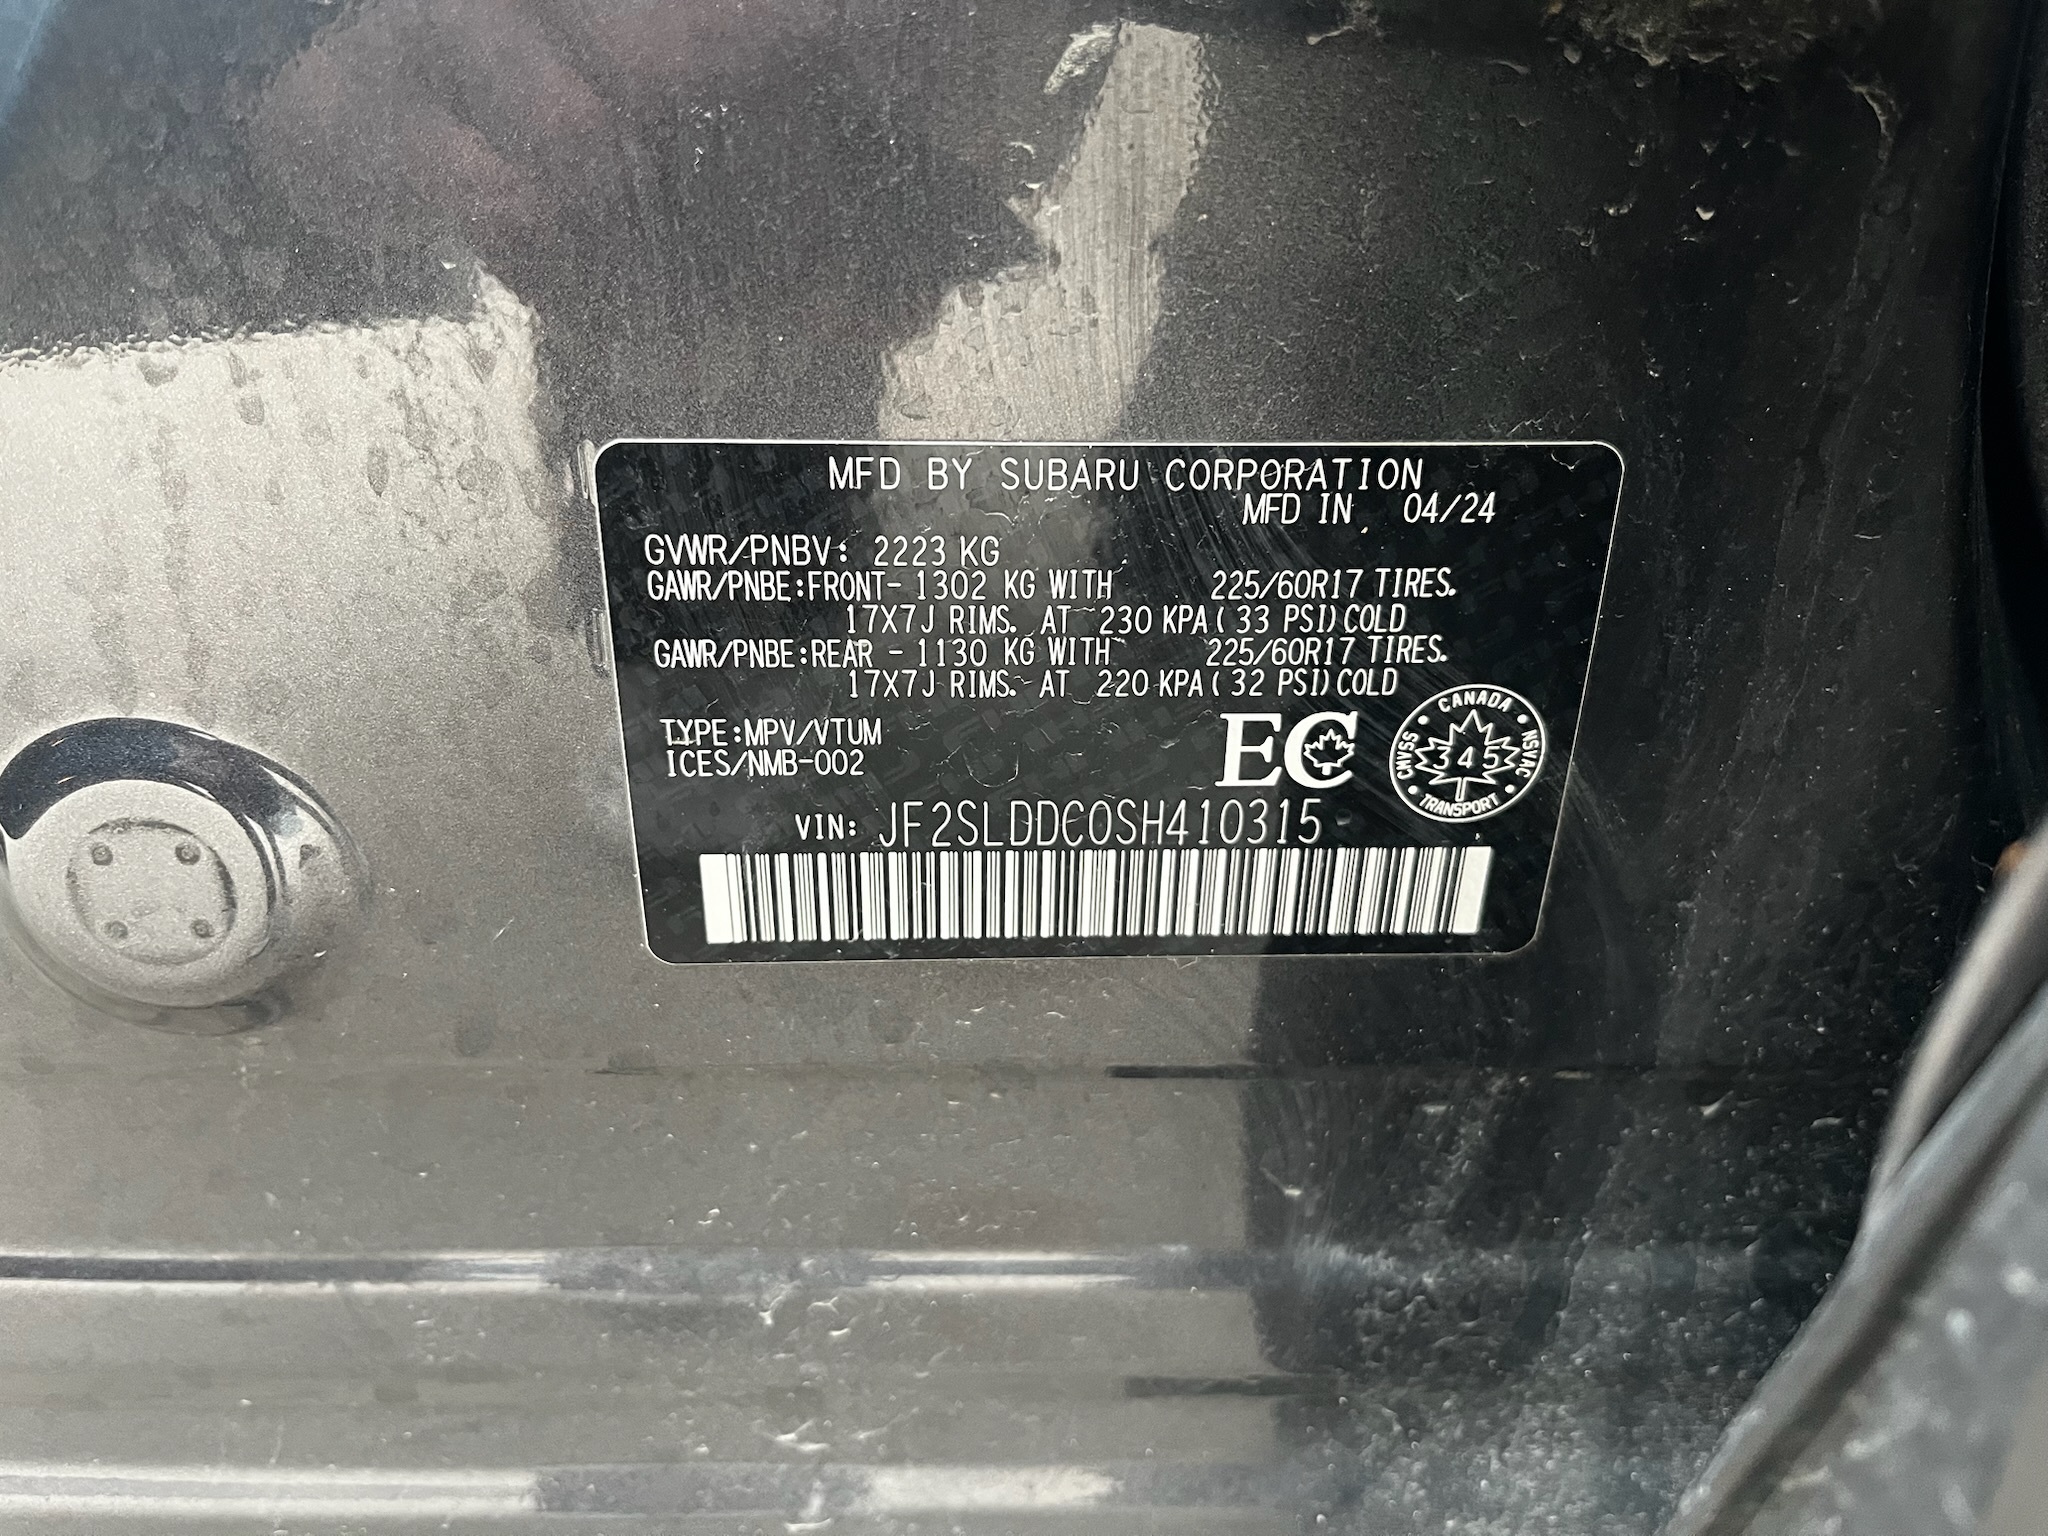 MFD BY SUBARU CORPORATION
MFD IN 04/24
GVWR/PNBV: 2223 KG
GAWR/PNBE:FRONT- 1302 KG WITH 225/60R17 TIRES.
17X7J RIMS. AT 230 KPA( 33 PSI)COLD
GAWR/PNBE:REAR - 1130 KG WITH 225/60R17 TIRES.
17X7J RIMS. AT 220 KPA( 32 PSI)COLD
TYPE:MPV/VTUM
ICES/NMB-002
EC
CANADA
CMVSS 345 NSVAC
TRANSPORT
VIN: JF2SLDDC0SH410315